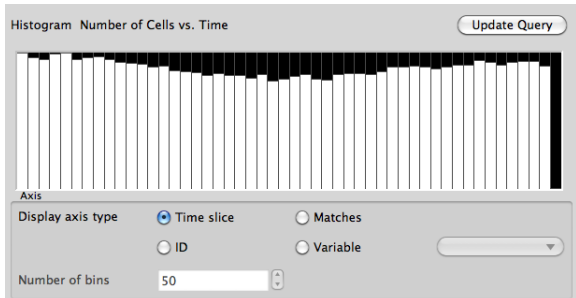 Histogram Number of Cells vs. Time Update Query
Axis
Display axis type Time slice Matches
ID Variable
Number of bins 50